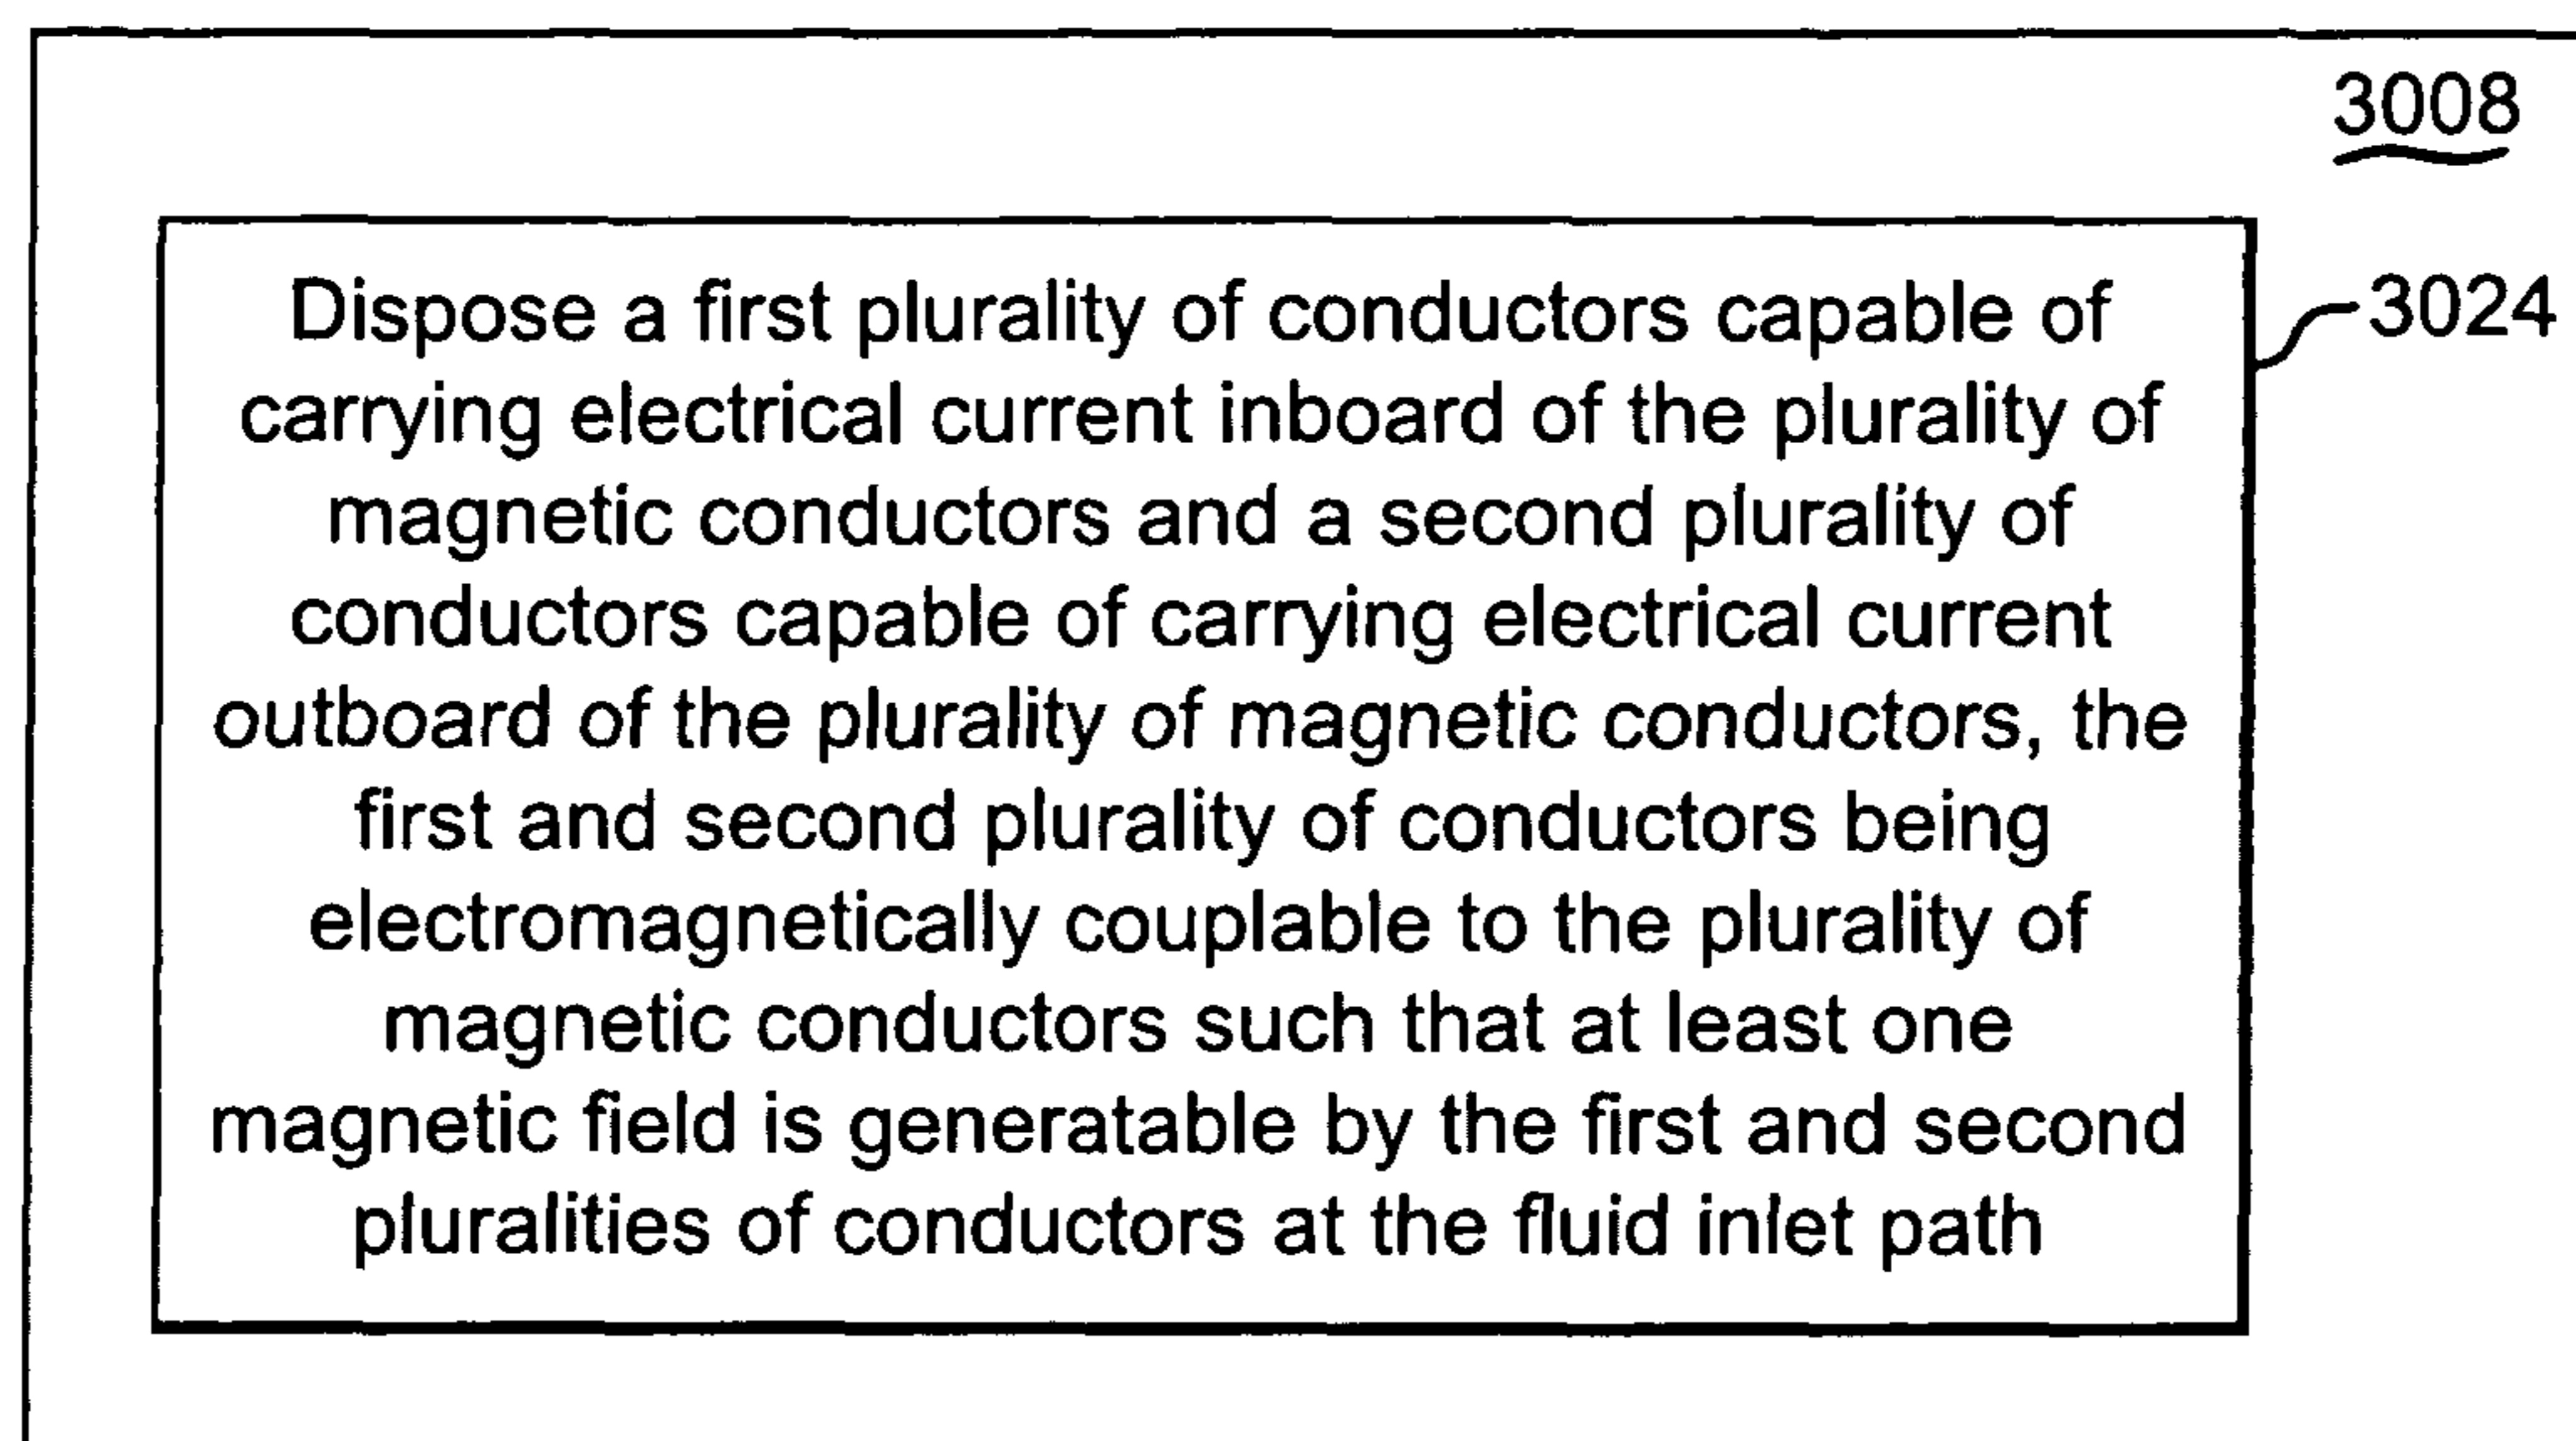 3008
Dispose a first plurality of conductors capable of
3024
carrying electrical current inboard of the plurality of
magnetic conductors and a second plurality of
conductors capable of carrying electrical current
outboard of the plurality of magnetic conductors, the
first and second plurality of conductors being
electromagnetically couplable to the plurality of
magnetic conductors such that at least one
magnetic field is generatable by the first and second
pluralities of conductors at the fluid inlet path